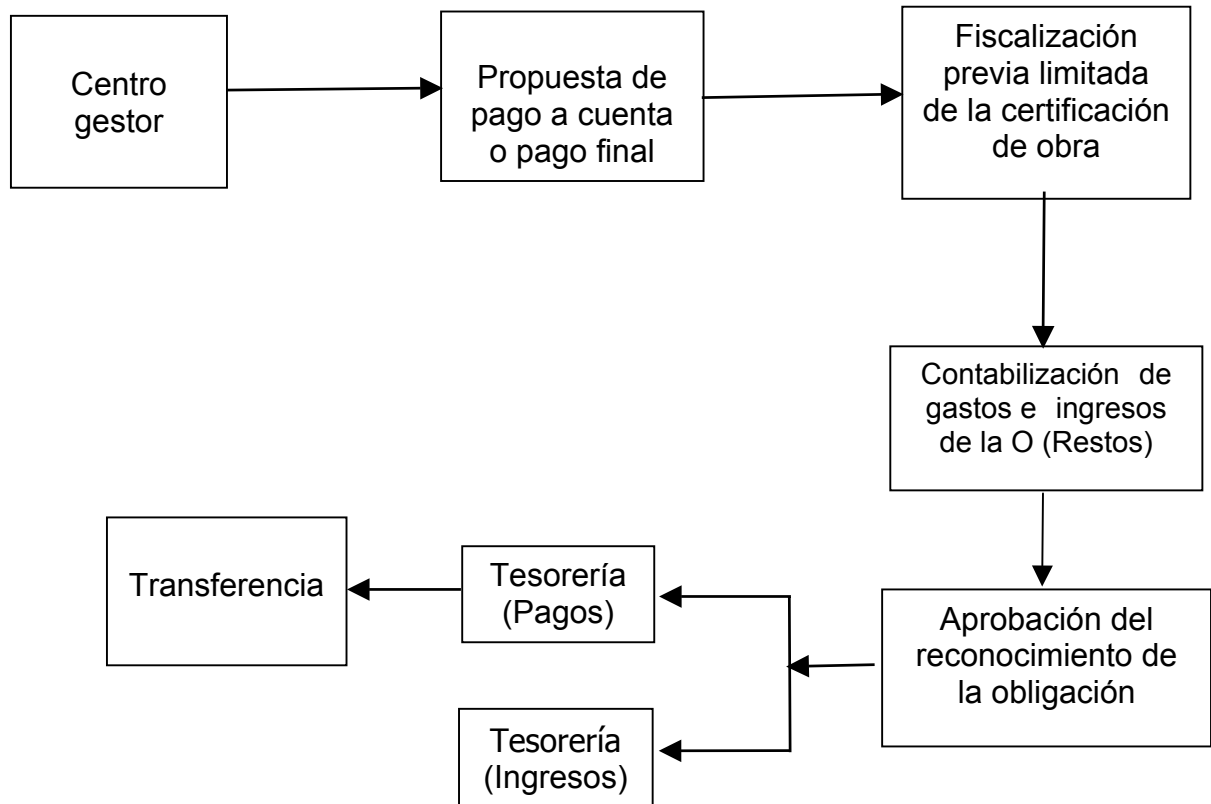 Centro
gestor
Propuesta de
pago a cuenta
o pago final
Fiscalización
previa limitada
de la certificación
de obra
Contabilización de
gastos e ingresos
de la O (Restos)
Aprobación del
reconocimiento de
la obligación
Tesorería
(Pagos)
Transferencia
Tesorería
(Ingresos)